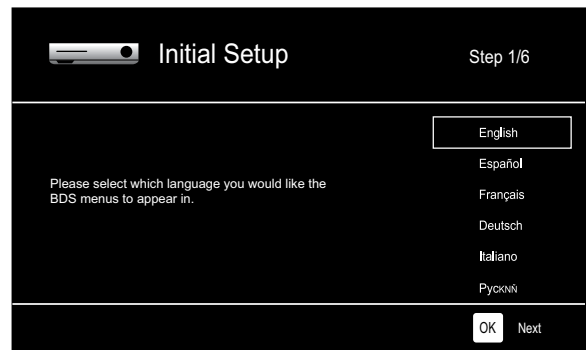 Initial Setup
Step 1/6
Please select which language you would like the
BDS menus to appear in.
English
Español
Français
Deutsch
Italiano
Русκnñ
OK Next